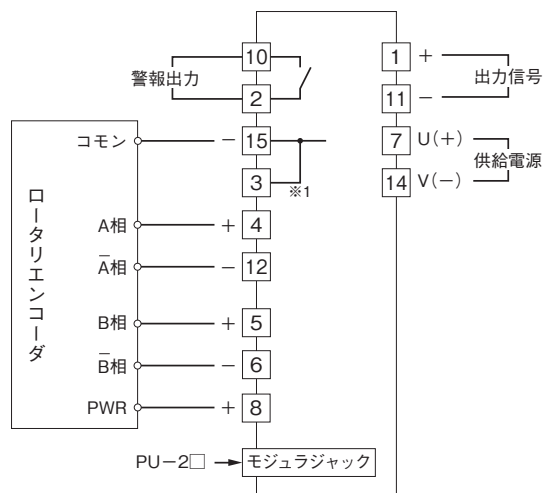 警報出力
10
2
1 +
11 −
出力信号
7 U(+)
14 V(−)
供給電源
ロータリエンコーダ
コモン − 15
3
※1
A相 + 4
A̅相 − 12
B相 + 5
B̅相 − 6
PWR + 8
PU−2□ モジュラジャック